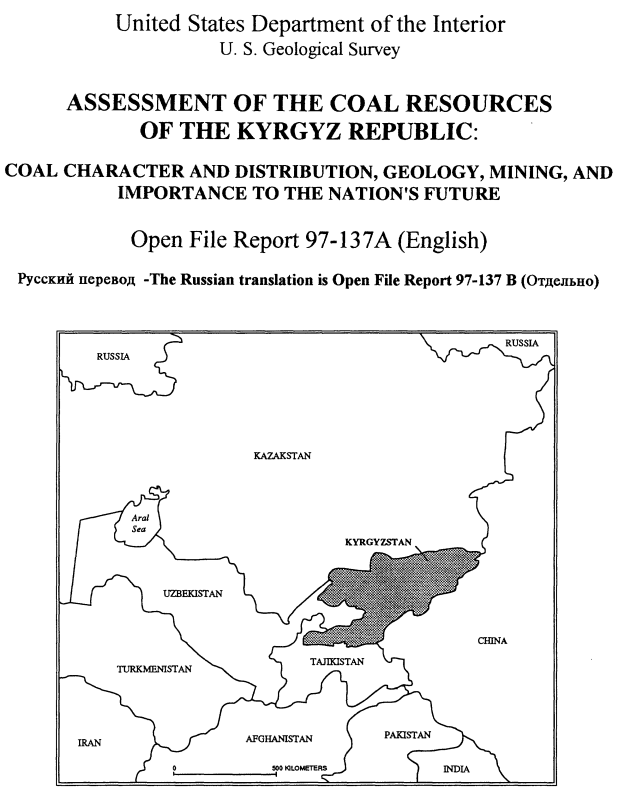 United States Department of the Interior
U. S. Geological Survey
ASSESSMENT OF THE COAL RESOURCES
OF THE KYRGYZ REPUBLIC:
COAL CHARACTER AND DISTRIBUTION, GEOLOGY, MINING, AND
IMPORTANCE TO THE NATION'S FUTURE
Open File Report 97-137A (English)
Русский перевод -The Russian translation is Open File Report 97-137 B (Отдельно)
RUSSIA
RUSSIA
KAZAKSTAN
Aral
Sea
KYRGYZSTAN
UZBEKISTAN
CHINA
TAJIKISTAN
TURKMENISTAN
IRAN
AFGHANISTAN
PAKISTAN
INDIA
0 500 KILOMETERS